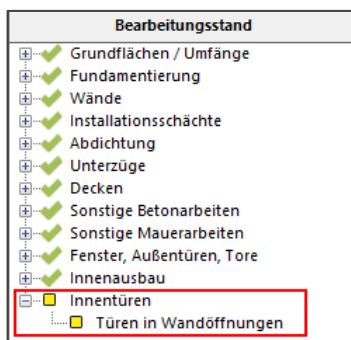 Bearbeitungsstand
Grundflächen / Umfänge
Fundamentierung
Wände
Installationsschächte
Abdichtung
Unterzüge
Decken
Sonstige Betonarbeiten
Sonstige Mauerarbeiten
Fenster, Außentüren, Tore
Innenausbau
Innentüren
Türen in Wandöffnungen